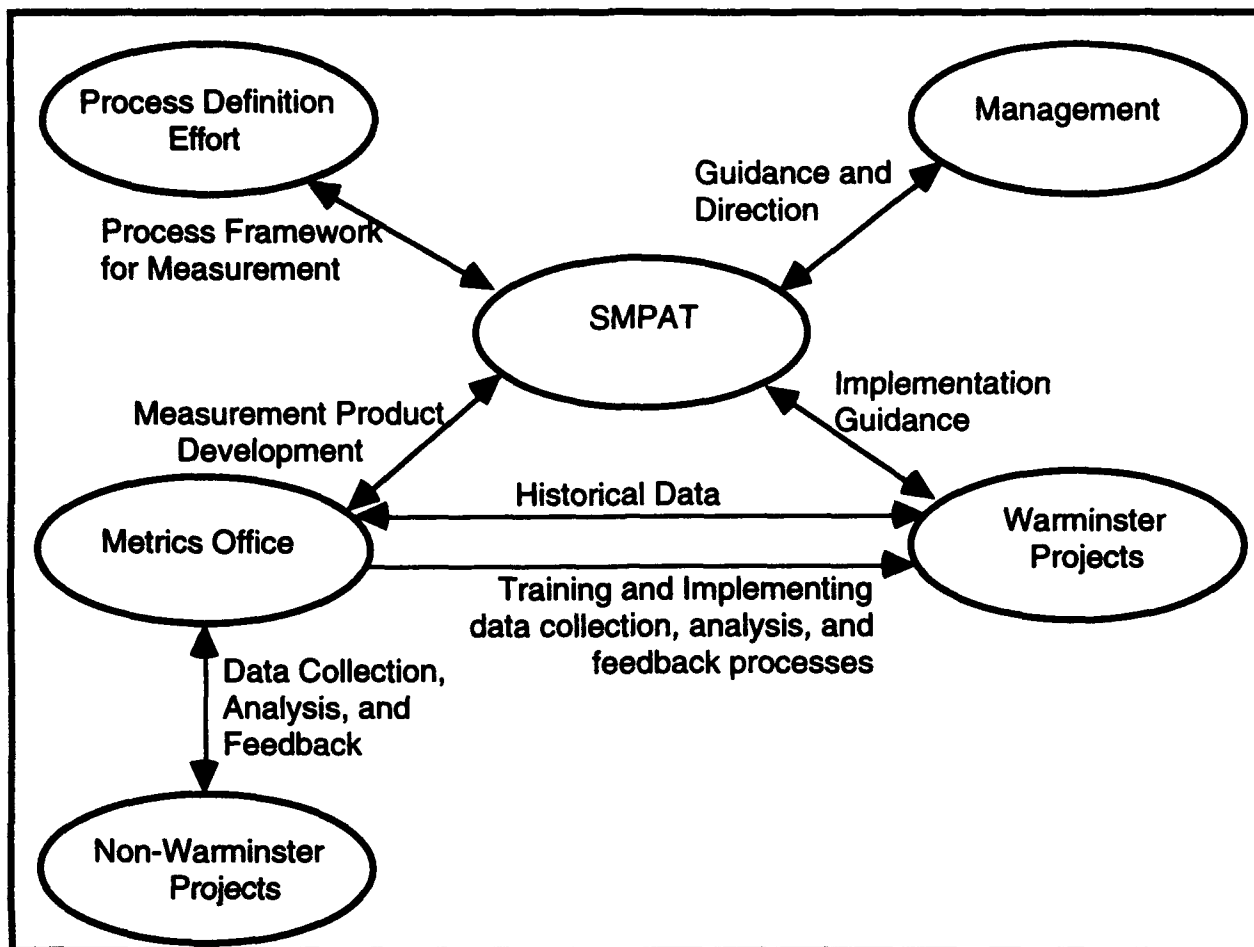 Process Definition
Effort
Management
Guidance and
Direction
Process Framework
for Measurement
SMPAT
Implementation
Guidance
Measurement Product
Development
Historical Data
Metrics Office
Warminster
Projects
Training and Implementing
data collection, analysis, and
feedback processes
Data Collection,
Analysis, and
Feedback
Non-Warminster
Projects